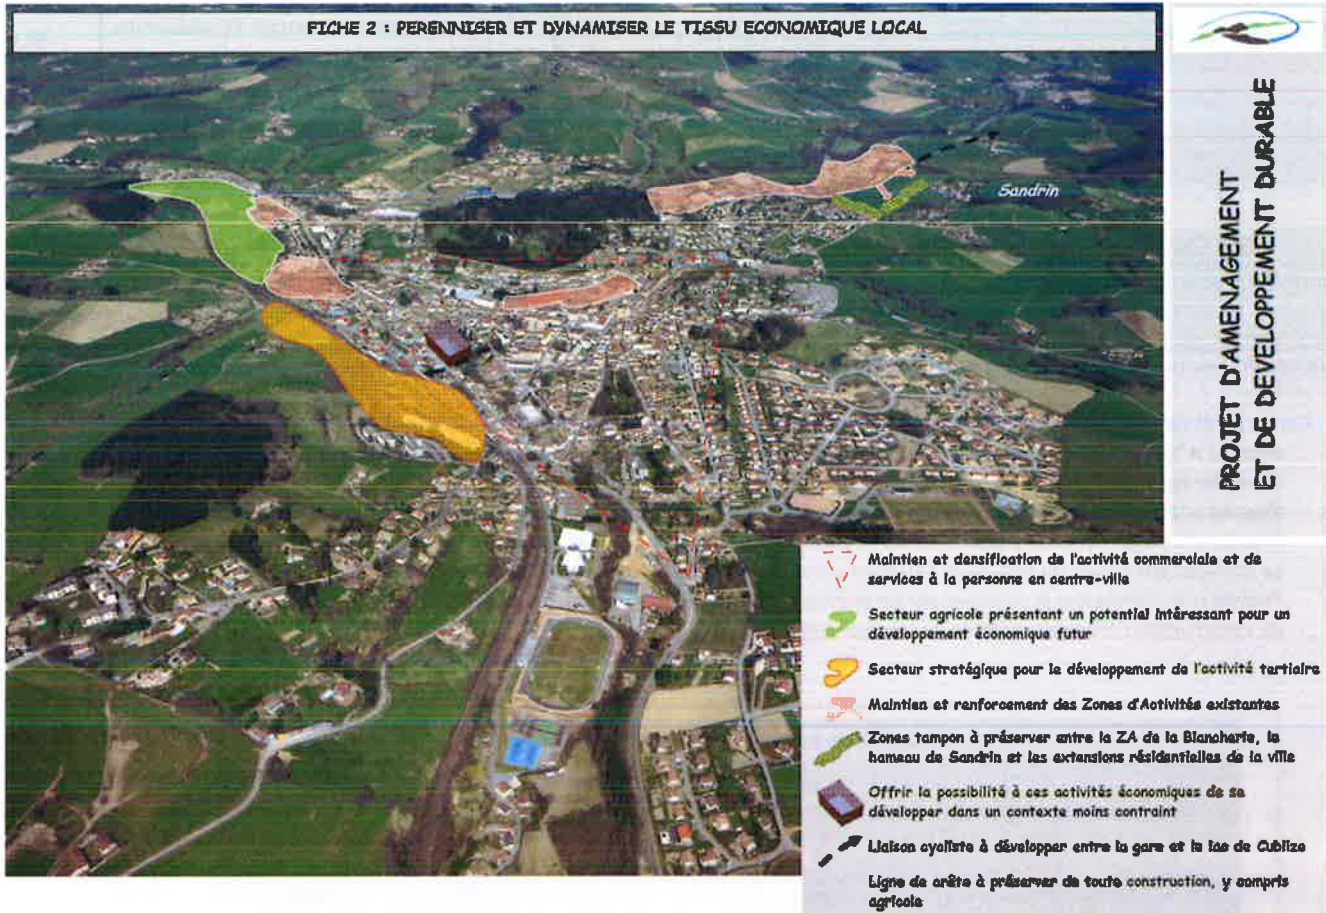 FICHE 2 : PERENNISER ET DYNAMISER LE TISSU ECONOMIQUE LOCAL
PROJET D'AMENAGEMENT
ET DE DEVELOPPEMENT DURABLE
Sandrin
Maintien et densification de l'activité commerciale et de
services à la personne en centre-ville
Secteur agricole présentant un potentiel intéressant pour un
développement économique futur
Secteur stratégique pour le développement de l'activité tertiaire
Maintien et renforcement des Zones d'Activités existantes
Zones tampon à préserver entre la ZA de la Blancherie, le
hameau de Sandrin et les extensions résidentielles de la ville
Offrir la possibilité à ces activités économiques de se
développer dans un contexte moins contraint
Liaison cycliste à développer entre la gare et le lac de Cublize
Ligne de crête à préserver de toute construction, y compris
agricole